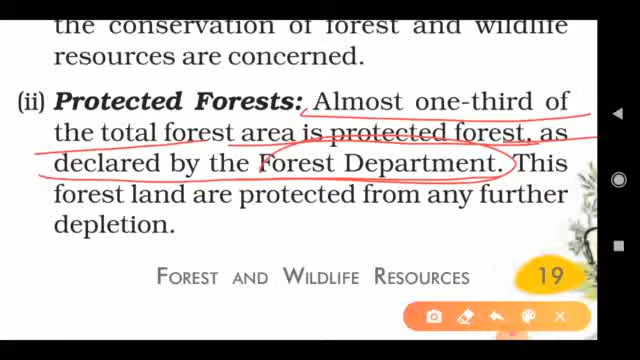 the conservation of forest and wildlife
resources are concerned.
(ii) Protected Forests: Almost one-third of
the total forest area is protected forest, as
declared by the Forest Department. This
forest land are protected from any further
depletion.
FOREST AND WILDLIFE RESOURCES 19